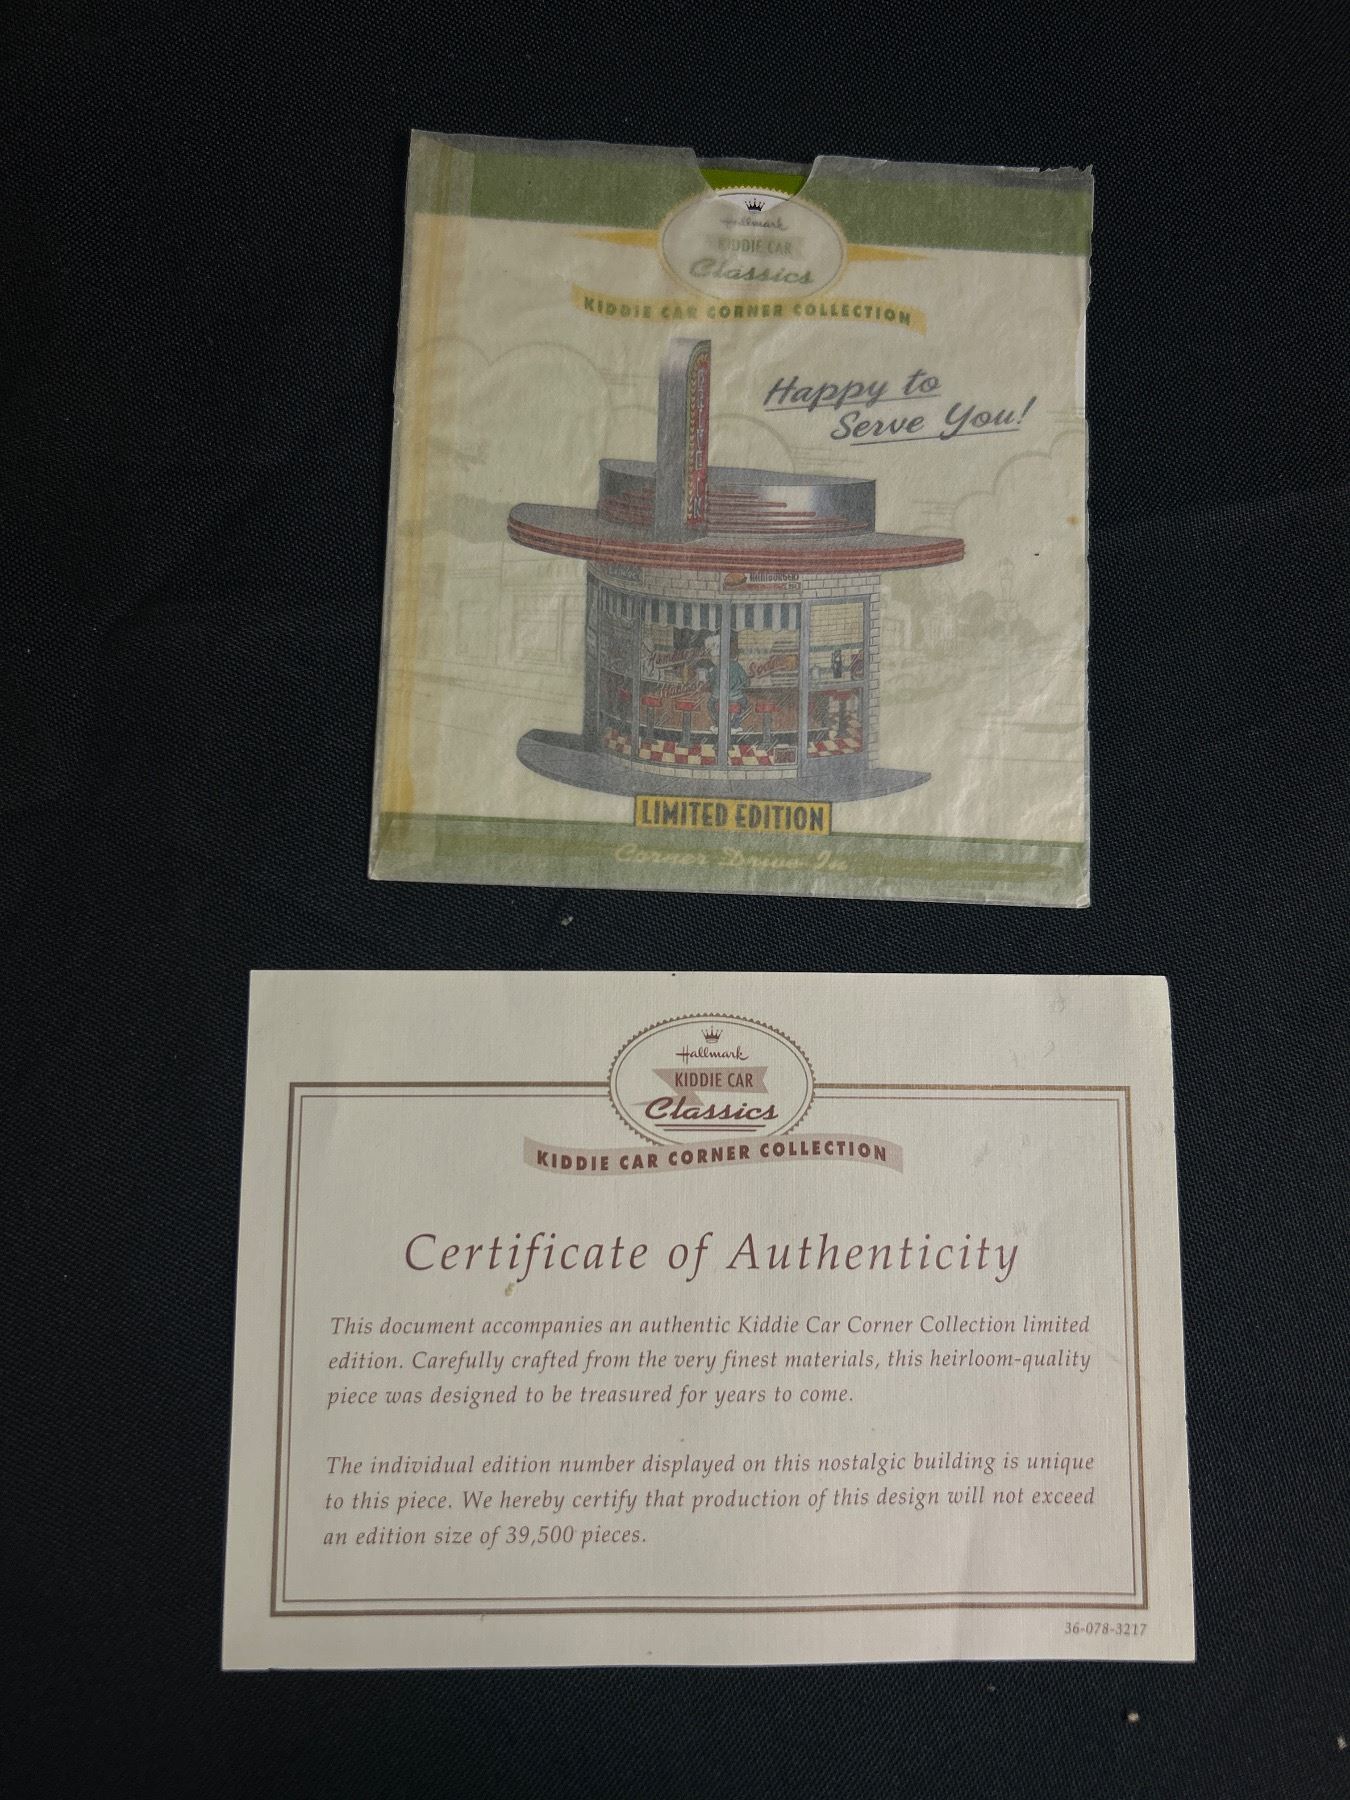 Hallmark
KIDDIE CAR
Classics
KIDDIE CAR CORNER COLLECTION
Happy to
Serve You!
DRIVE IN
HAMBURGERS
Sodas
LIMITED EDITION
Corner Drive-In
Hallmark
KIDDIE CAR
Classics
KIDDIE CAR CORNER COLLECTION
Certificate of Authenticity
This document accompanies an authentic Kiddie Car Corner Collection limited
edition. Carefully crafted from the very finest materials, this heirloom-quality
piece was designed to be treasured for years to come.
The individual edition number displayed on this nostalgic building is unique
to this piece. We hereby certify that production of this design will not exceed
an edition size of 39,500 pieces.
36-078-3217